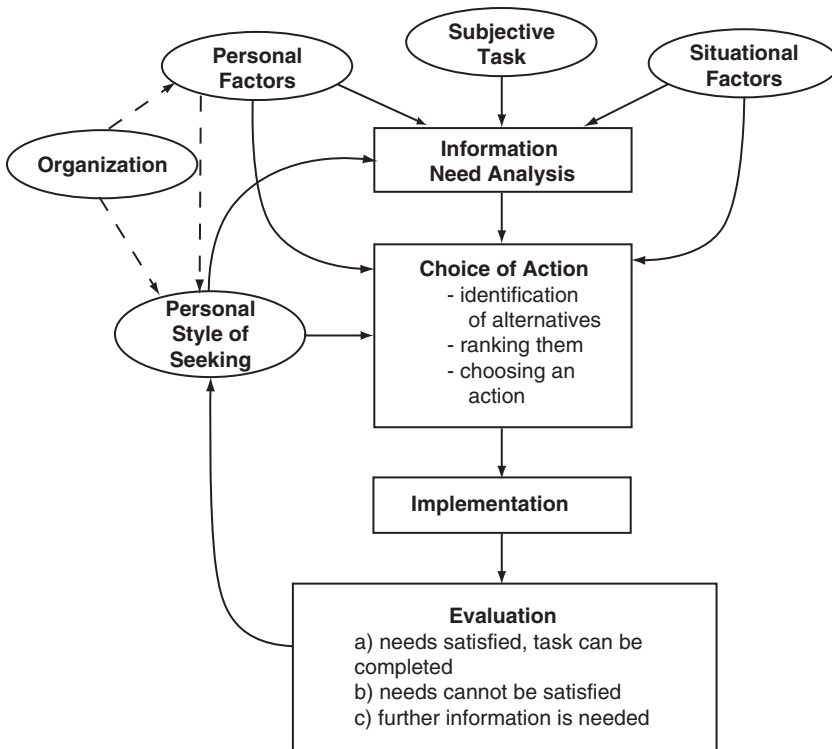 Subjective
Task
Personal
Factors
Situational
Factors
Organization
Information
Need Analysis
Choice of Action
- identification
of alternatives
- ranking them
- choosing an
action
Personal
Style of
Seeking
Implementation
Evaluation
a) needs satisfied, task can be
completed
b) needs cannot be satisfied
c) further information is needed